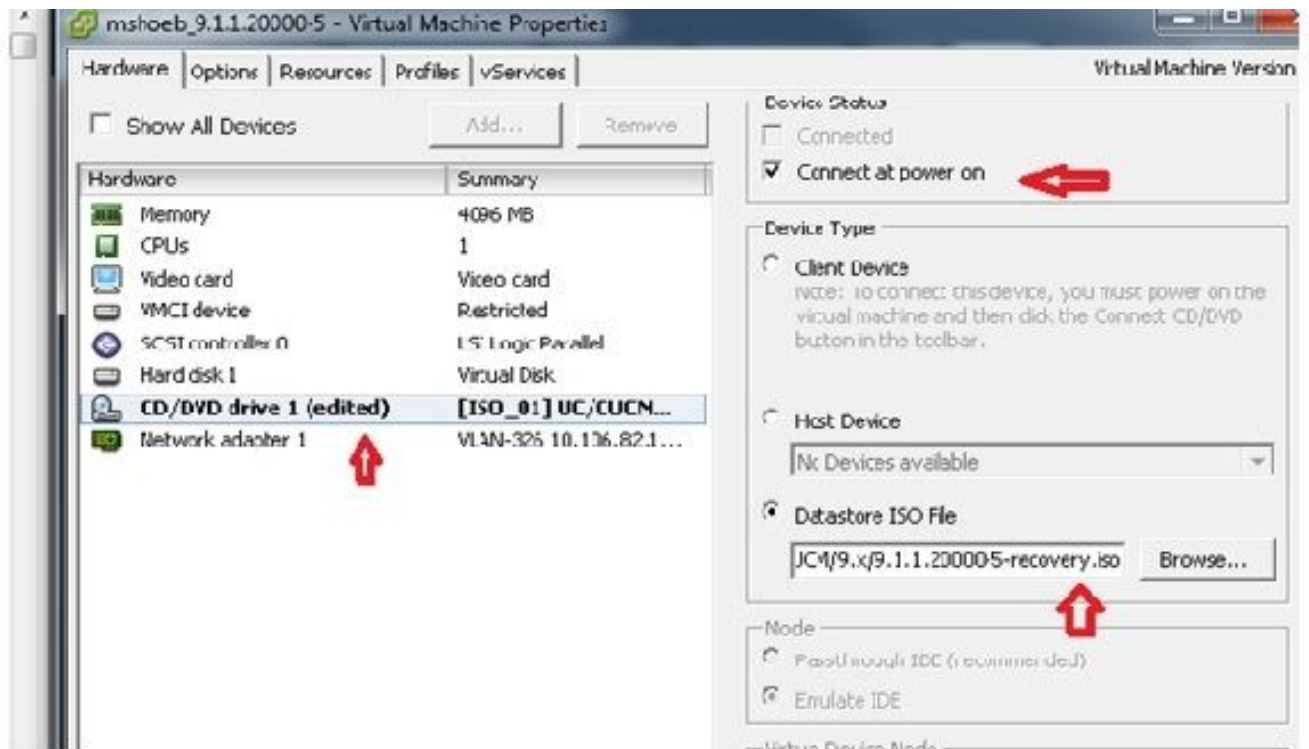 mshoeb_9.1.1.20000-5 - Virtual Machine Properties
Hardware Options Resources Profiles vServices
Virtual Machine Version
Show All Devices
Add...
Remove
Hardware Summary
Memory 4096 MB
CPUs 1
Video card Video card
VMCI device Restricted
SCSI controller 0 LSI Logic Parallel
Hard disk 1 Virtual Disk
CD/DVD drive 1 (edited) [ISO_01] UC/CUCN...
Network adapter 1 VLAN-326 10.106.82.1...
Device Status
Connected
Connect at power on
Device Type
Client Device
Note: To connect this device, you must power on the
virtual machine and then click the Connect CD/DVD
button in the toolbar.
Host Device
No Devices available
Datastore ISO File
/9.x/9.1.1.20000-5-recovery.iso
Browse...
Node
Passthrough IDE (recommended)
Emulate IDE
Virtual Device Node